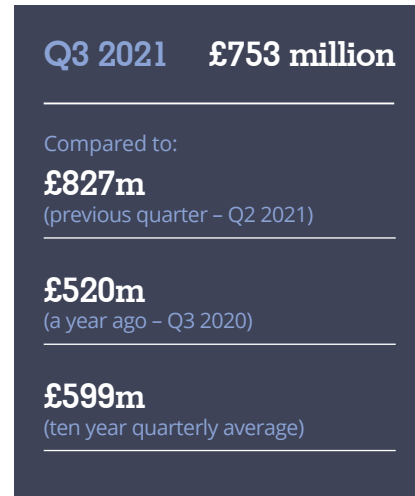 Q3 2021 £753 million
Compared to:
£827m
(previous quarter – Q2 2021)
£520m
(a year ago – Q3 2020)
£599m
(ten year quarterly average)